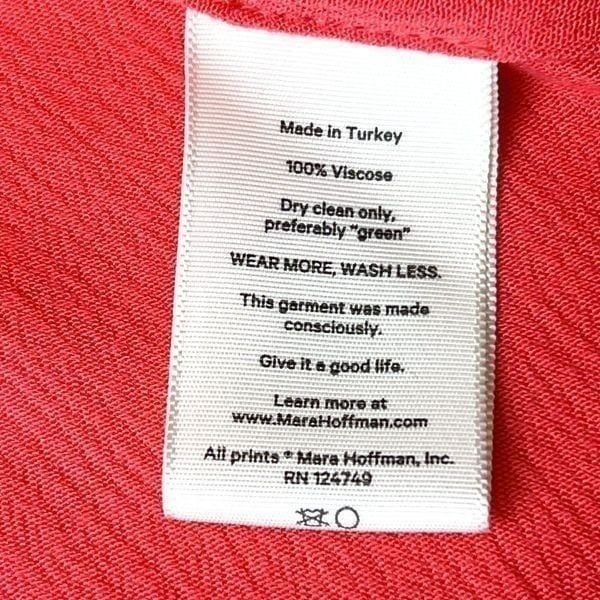 Made in Turkey
100% Viscose
Dry clean only,
preferably "green"
WEAR MORE, WASH LESS.
This garment was made
consciously.
Give it a good life.
Learn more at
www.MaraHoffman.com
All prints ® Mara Hoffman, Inc.
RN 124749